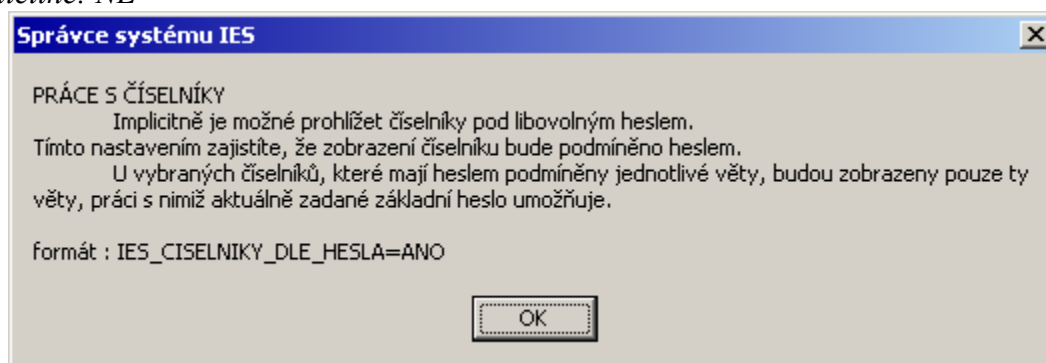 Správce systému IES
PRÁCE S ČÍSELNÍKY
Implicitně je možné prohlížet číselníky pod libovolným heslem.
Tímto nastavením zajistíte, že zobrazení číselníku bude podmíněno heslem.
U vybraných číselníků, které mají heslem podmíněny jednotlivé věty, budou zobrazeny pouze ty
věty, práci s nimiž aktuálně zadané základní heslo umožňuje.
formát : IES_CISELNIKY_DLE_HESLA=ANO
OK